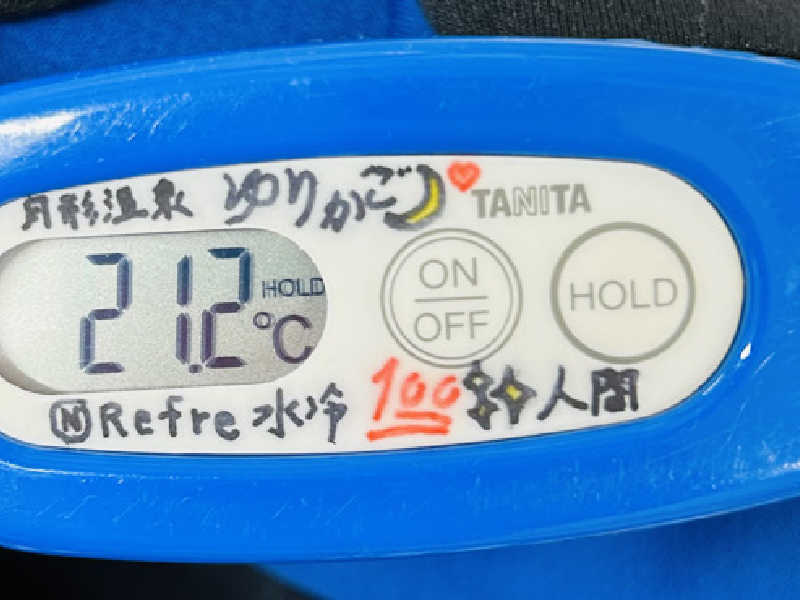 月形温泉 ゆりかご
TANITA
21.2 HOLD
°C
ON
OFF
HOLD
N Refre 水冷 100 人間